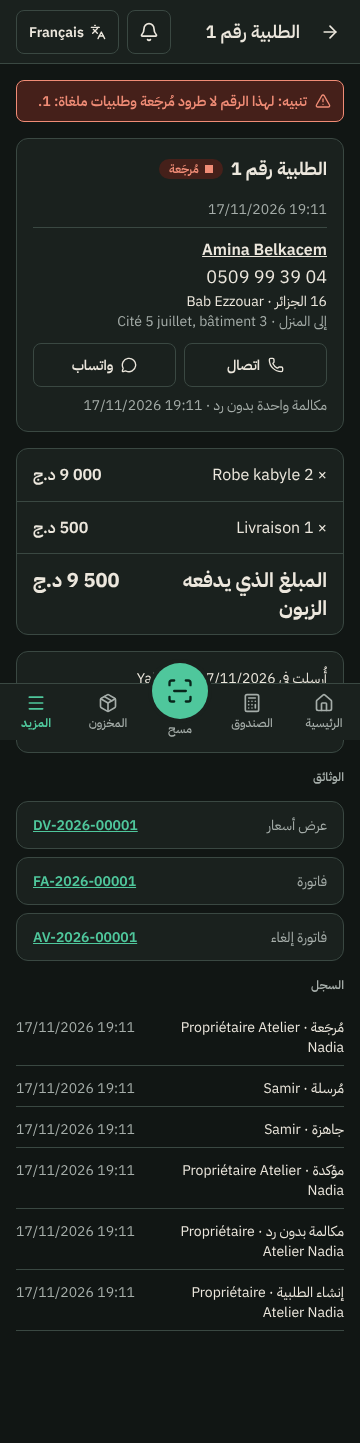 الطلبية رقم 1
Français
تنبيه: لهذا الرقم لا طرود مُرجَعة وطلبيات ملغاة: 1.
الطلبية رقم 1
مُرجَعة
17/11/2026 19:11
Amina Belkacem
0509 99 39 04
16 الجزائر · Bab Ezzouar
إلى المنزل · Cité 5 juillet, bâtiment 3
اتصال
واتساب
مكالمة واحدة بدون رد · 17/11/2026 19:11
Robe kabyle 2 ×
9 000 د.ج
Livraison 1 ×
500 د.ج
المبلغ الذي يدفعه
الزبون
9 500 د.ج
أُرسلت في
الرئيسية
الصندوق
مسح
المخزون
المزيد
الوثائق
عرض أسعار
DV-2026-00001
فاتورة
FA-2026-00001
فاتورة إلغاء
AV-2026-00001
السجل
مُرجَعة · Propriétaire Atelier
Nadia
17/11/2026 19:11
مُرسلة · Samir
17/11/2026 19:11
جاهزة · Samir
17/11/2026 19:11
مؤكدة · Propriétaire Atelier
Nadia
17/11/2026 19:11
مكالمة بدون رد · Propriétaire
Atelier Nadia
17/11/2026 19:11
إنشاء الطلبية · Propriétaire
Atelier Nadia
17/11/2026 19:11